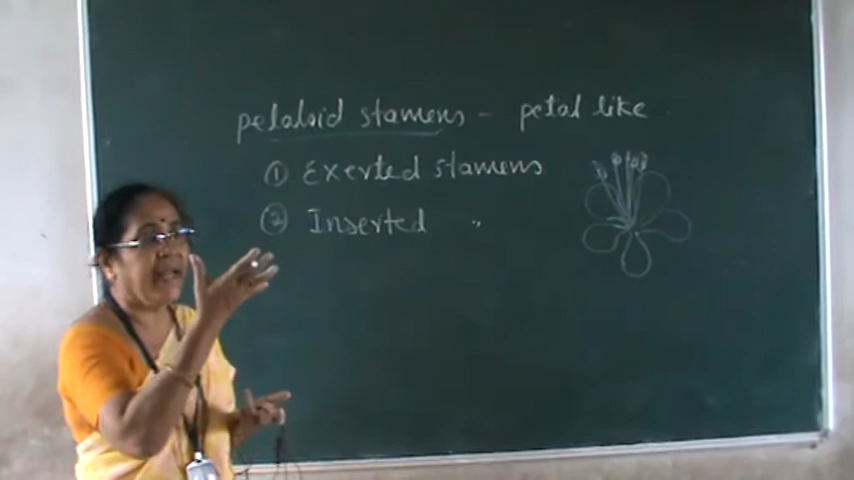 petaloid stamens - petal like
① Exerted stamens
② Inserted "